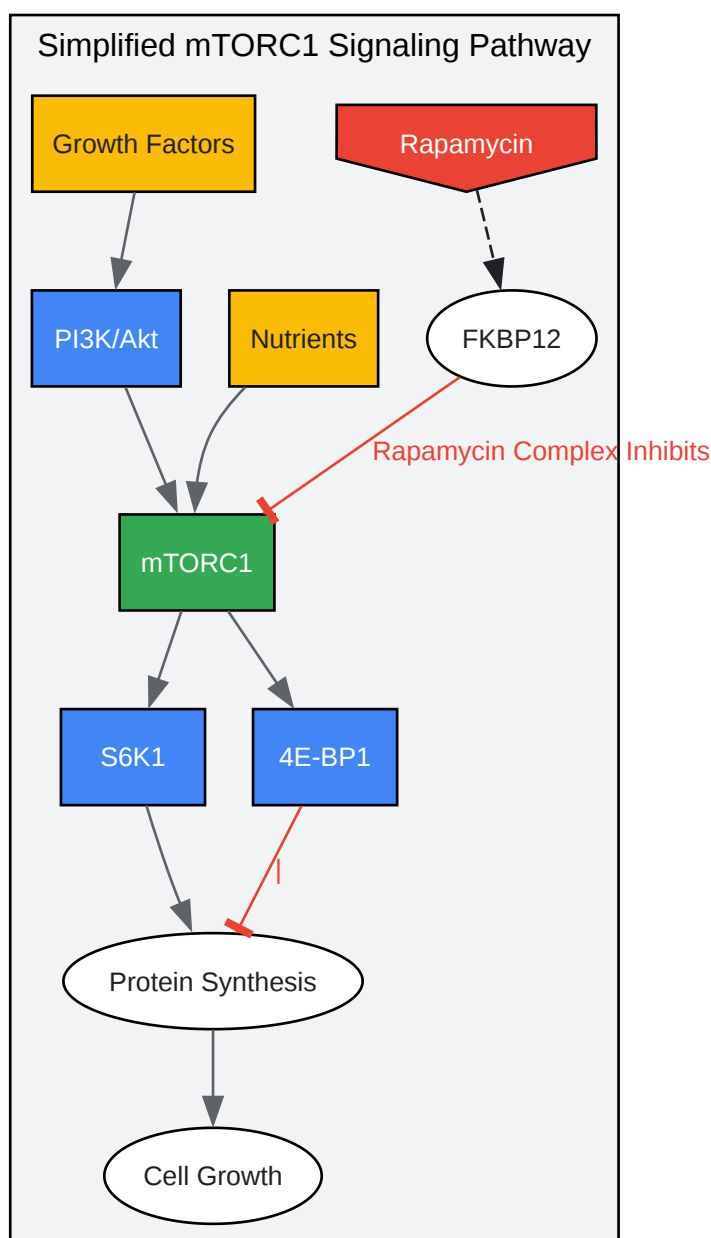 Simplified mTORC1 Signaling Pathway
Growth Factors
Rapamycin
PI3K/Akt
Nutrients
FKBP12
Rapamycin Complex Inhibits
mTORC1
S6K1
4E-BP1
|
Protein Synthesis
Cell Growth